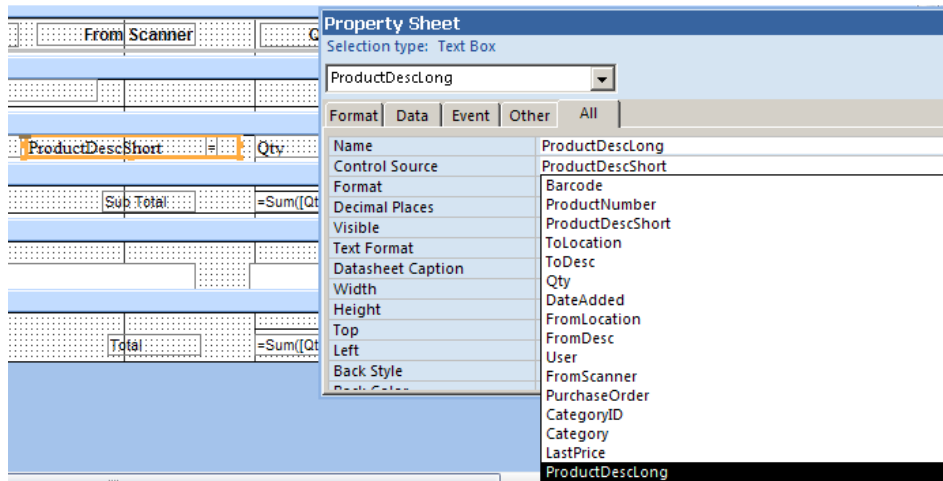 From Scanner
Q
Property Sheet
Selection type: Text Box
ProductDescLong
Format Data Event Other All
ProductDescShort = Qty
Sub Total =Sum([Qt
Total =Sum([Qt
Name ProductDescLong
Control Source ProductDescShort
Format
Decimal Places
Visible
Text Format
Datasheet Caption
Width
Height
Top
Left
Back Style
Back Color
Barcode
ProductNumber
ProductDescShort
ToLocation
ToDesc
Qty
DateAdded
FromLocation
FromDesc
User
FromScanner
PurchaseOrder
CategoryID
Category
LastPrice
ProductDescLong